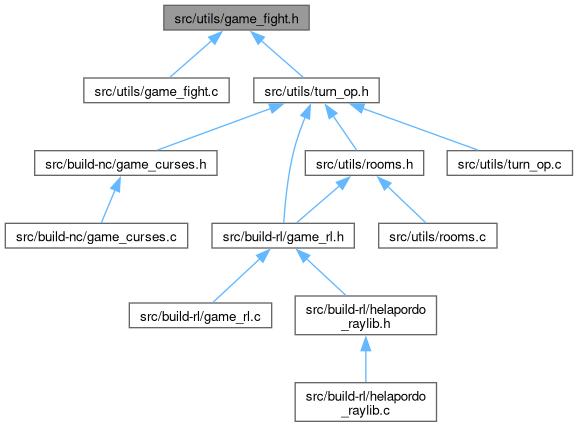 src/utils/game_fight.h
src/utils/game_fight.c
src/utils/turn_op.h
src/build-nc/game_curses.h
src/utils/rooms.h
src/utils/turn_op.c
src/build-nc/game_curses.c
src/build-rl/game_rl.h
src/utils/rooms.c
src/build-rl/game_rl.c
src/build-rl/helapordo
_raylib.h
src/build-rl/helapordo
_raylib.c